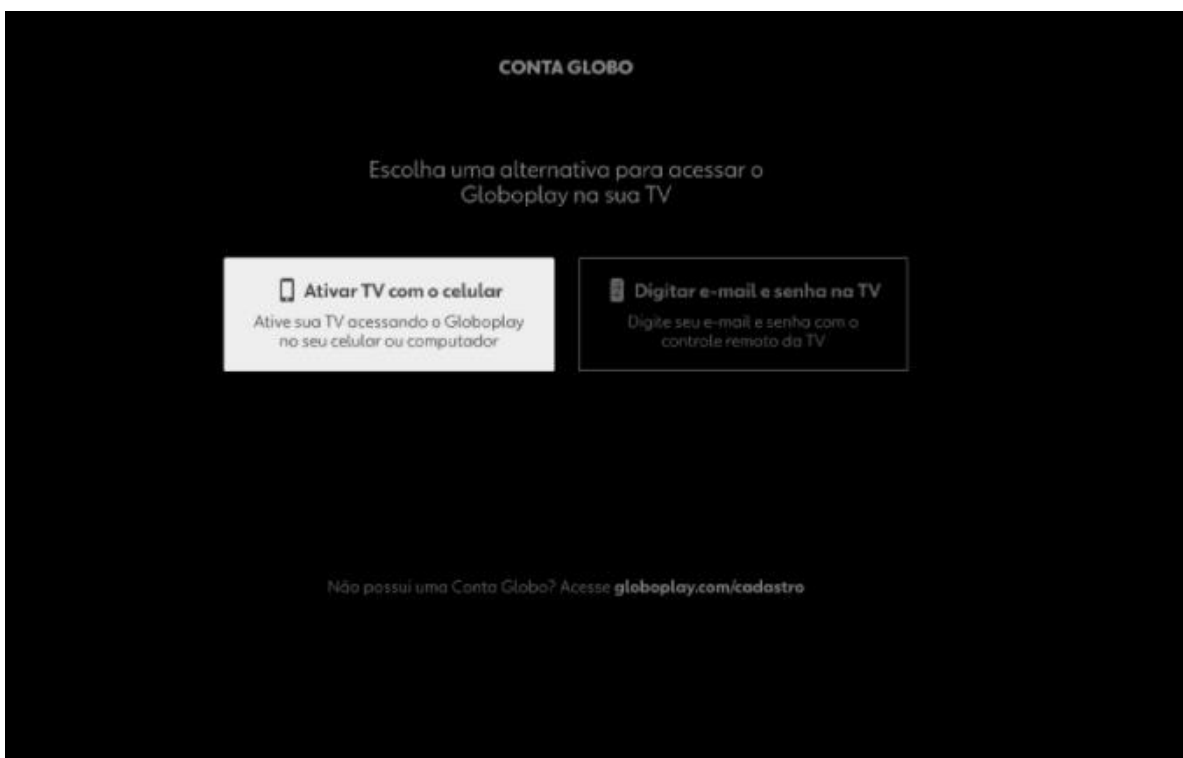 CONTA GLOBO
Escolha uma alternativa para acessar o
Globoplay na sua TV
Ativar TV com o celular
Ative sua TV acessando o Globoplay
no seu celular ou computador
Digitar e-mail e senha na TV
Digite seu e-mail e senha com o
controle remoto da TV
Não possui uma Conta Globo? Acesse globoplay.com/cadastro